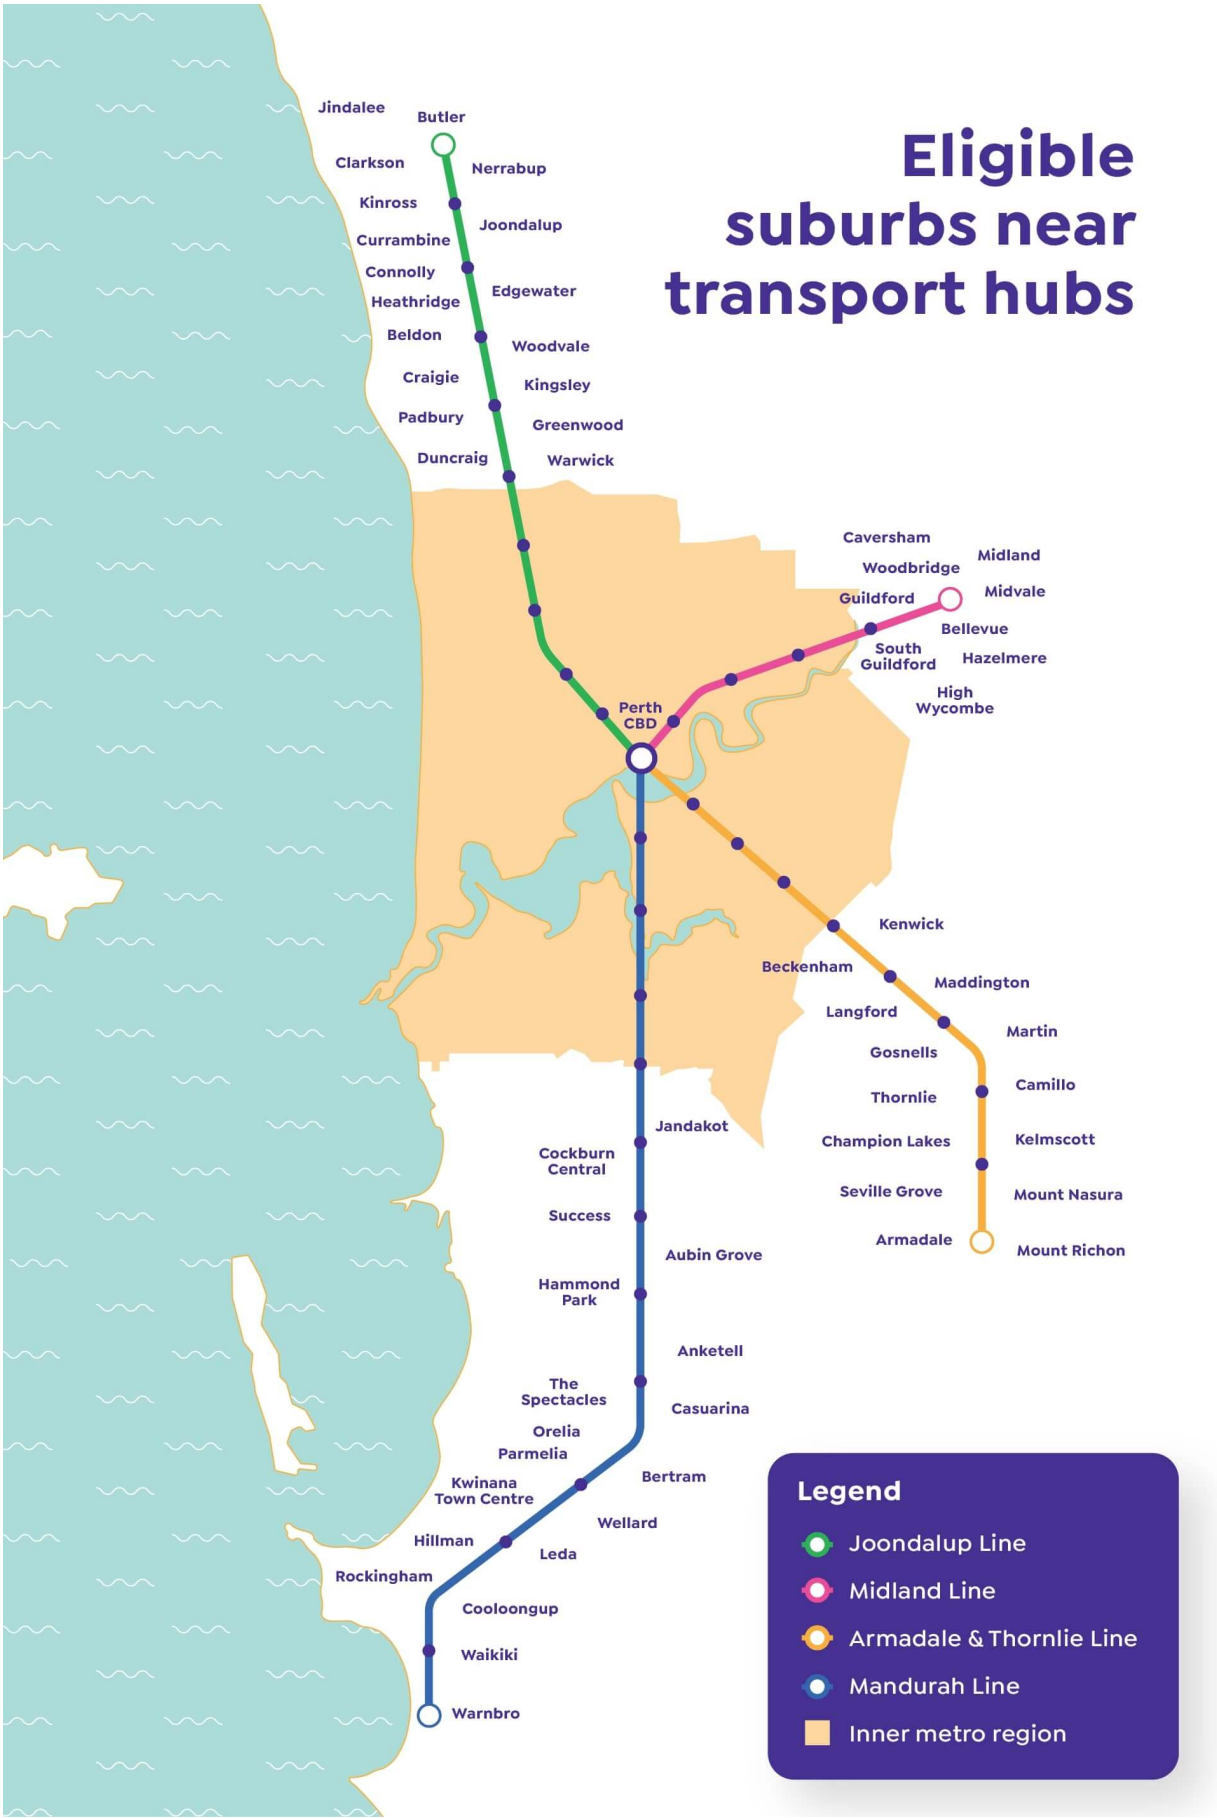 Eligible
suburbs near
transport hubs
Jindalee
Butler
Clarkson
Nerrabup
Kinross
Joondalup
Currambine
Connolly
Edgewater
Heathridge
Beldon
Woodvale
Craigie
Kingsley
Padbury
Greenwood
Duncraig
Warwick
Caversham
Midland
Woodbridge
Midvale
Guildford
Bellevue
South
Guildford
Hazelmere
High
Wycombe
Perth
CBD
Kenwick
Beckenham
Maddington
Langford
Martin
Gosnells
Camillo
Thornlie
Champion Lakes
Kelmscott
Seville Grove
Mount Nasura
Armadale
Mount Richon
Jandakot
Cockburn
Central
Success
Aubin Grove
Hammond
Park
Anketell
The
Spectacles
Casuarina
Orelia
Parmelia
Bertram
Kwinana
Town Centre
Wellard
Hillman
Leda
Rockingham
Cooloongup
Waikiki
Warnbro
Legend
Joondalup Line
Midland Line
Armadale & Thornlie Line
Mandurah Line
Inner metro region